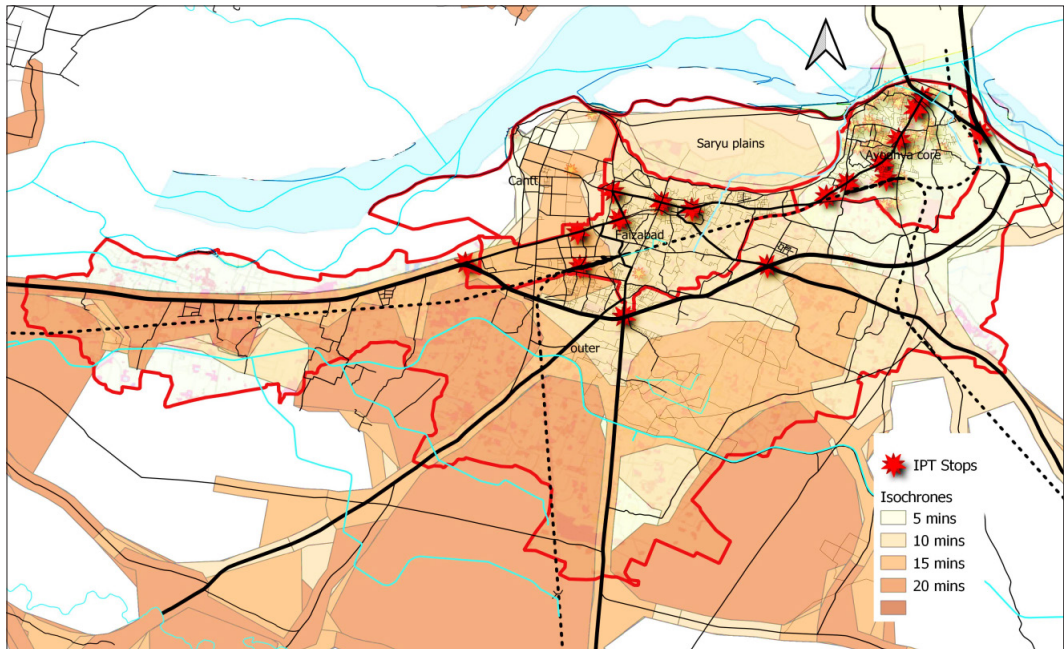 Saryu plains
Ayodhya core
Cantt
Faizabad
outer
IPT Stops
Isochrones
5 mins
10 mins
15 mins
20 mins